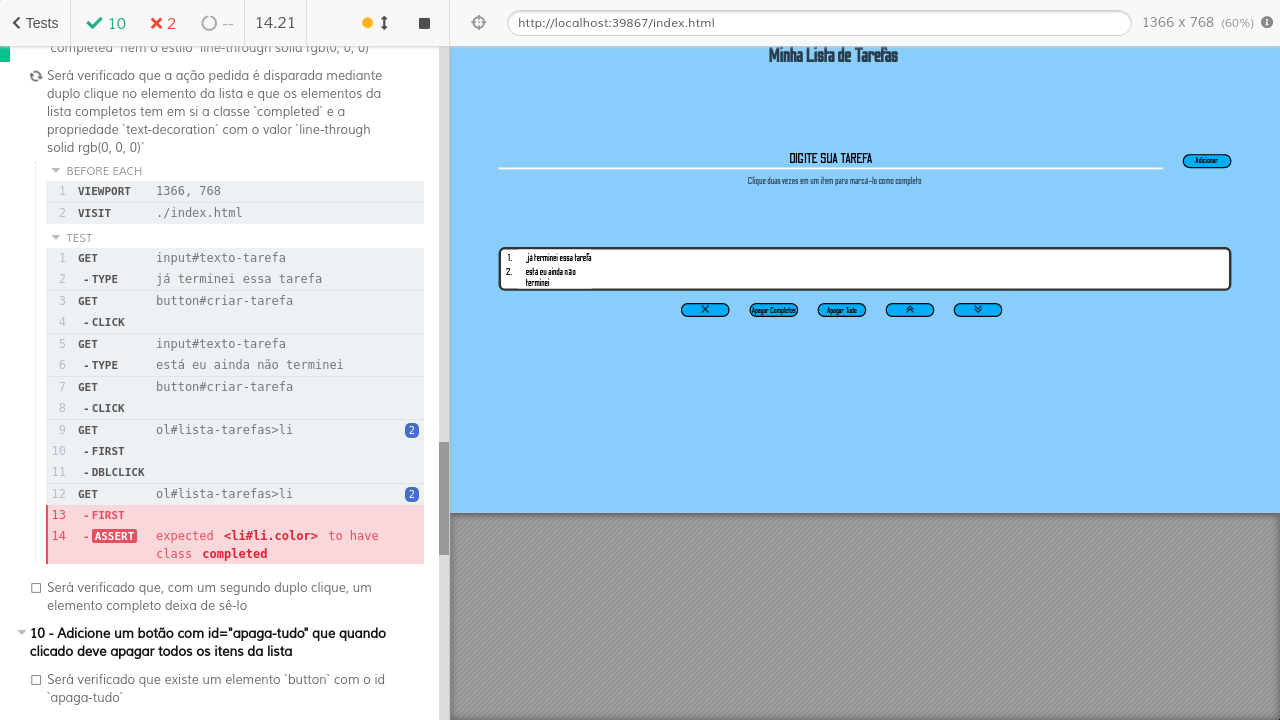 Tests
10
2
--
14.21
http://localhost:39867/index.html
1366 x 768 (60%)
completed` nem o estilo `line-through solid rgb(0, 0, 0)`
Será verificado que a ação pedida é disparada mediante
duplo clique no elemento da lista e que os elementos da
lista completos tem em si a classe `completed` e a
propriedade `text-decoration` com o valor `line-through
solid rgb(0, 0, 0)`
BEFORE EACH
1 VIEWPORT 1366, 768
2 VISIT ./index.html
TEST
1 GET input#texto-tarefa
2 - TYPE já terminei essa tarefa
3 GET button#criar-tarefa
4 - CLICK
5 GET input#texto-tarefa
6 - TYPE está eu ainda não terminei
7 GET button#criar-tarefa
8 - CLICK
9 GET ol#lista-tarefas>li 2
10 - FIRST
11 - DBLCLICK
12 GET ol#lista-tarefas>li 2
13 - FIRST
14 - ASSERT expected <li#li.color> to have
class completed
Será verificado que, com um segundo duplo clique, um
elemento completo deixa de sê-lo
10 - Adicione um botão com id="apaga-tudo" que quando
clicado deve apagar todos os itens da lista
Será verificado que existe um elemento `button` com o id
`apaga-tudo`
Minha Lista de Tarefas
DIGITE SUA TAREFA
Adicionar
Clique duas vezes em um item para marcá-lo como completo
1. já terminei essa tarefa
2. está eu ainda não
terminei
Apagar Completos
Apagar Tudo